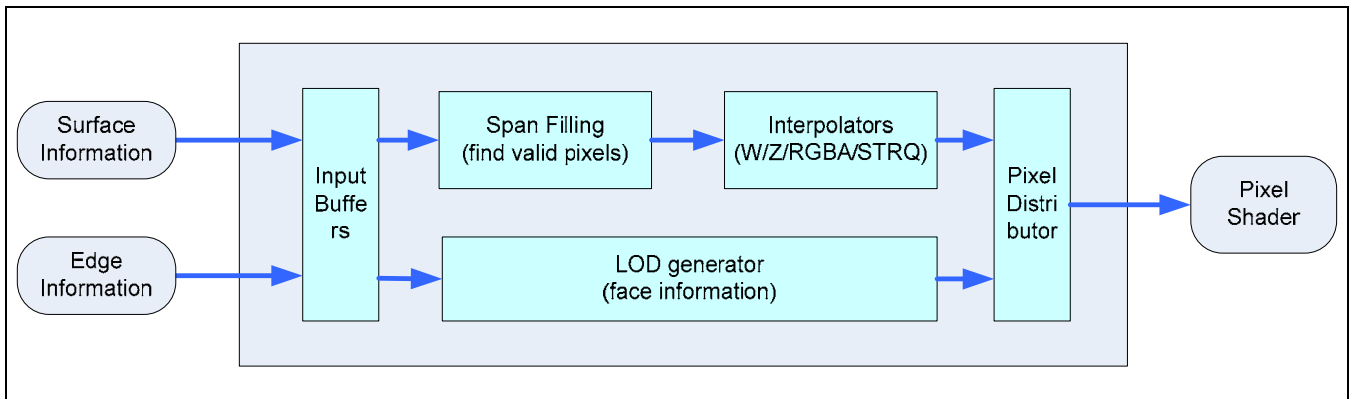 Surface
Information
Edge
Information
Input
Buffe
rs
Span Filling
(find valid pixels)
Interpolators
(W/Z/RGBA/STRQ)
LOD generator
(face information)
Pixel
Distri
butor
Pixel
Shader